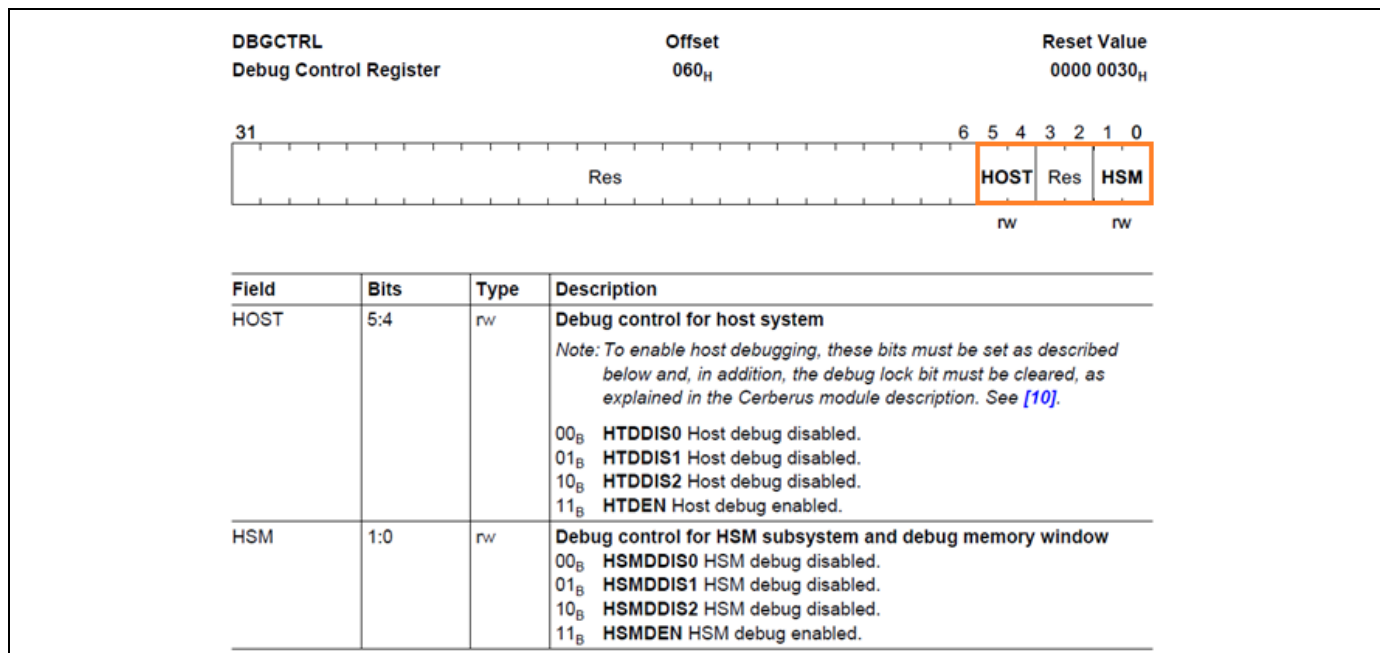 DBGCTRL Offset Reset Value
Debug Control Register 060H 0000 0030H
31 6 5 4 3 2 1 0
Res HOST Res HSM
rw rw
Field Bits Type Description
HOST 5:4 rw Debug control for host system
Note: To enable host debugging, these bits must be set as described
below and, in addition, the debug lock bit must be cleared, as
explained in the Cerberus module description. See [10].
00B HTDDIS0 Host debug disabled.
01B HTDDIS1 Host debug disabled.
10B HTDDIS2 Host debug disabled.
11B HTDEN Host debug enabled.
HSM 1:0 rw Debug control for HSM subsystem and debug memory window
00B HSMDDIS0 HSM debug disabled.
01B HSMDDIS1 HSM debug disabled.
10B HSMDDIS2 HSM debug disabled.
11B HSMDEN HSM debug enabled.